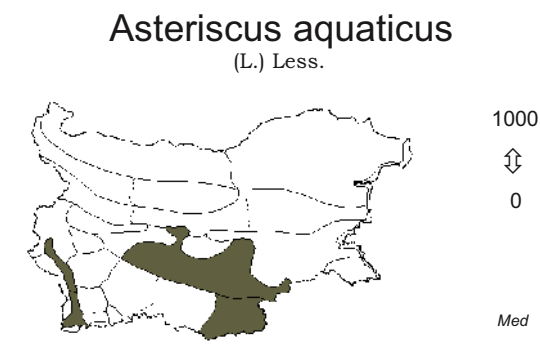 Asteriscus aquaticus
(L.) Less.
1000
⇕
0
Med